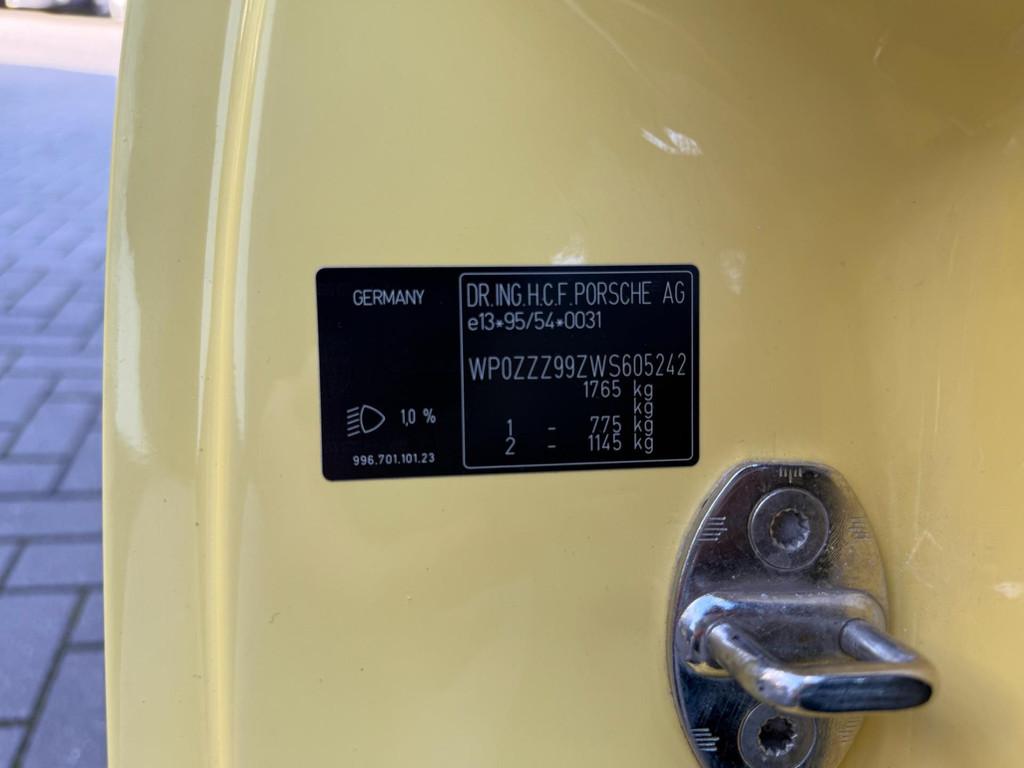 GERMANY
1,0 %
996.701.101.23
DR.ING.H.C.F.PORSCHE AG
e13*95/54*0031
WP0ZZZ99ZWS605242
1765 kg
kg
1 - 775 kg
2 - 1145 kg